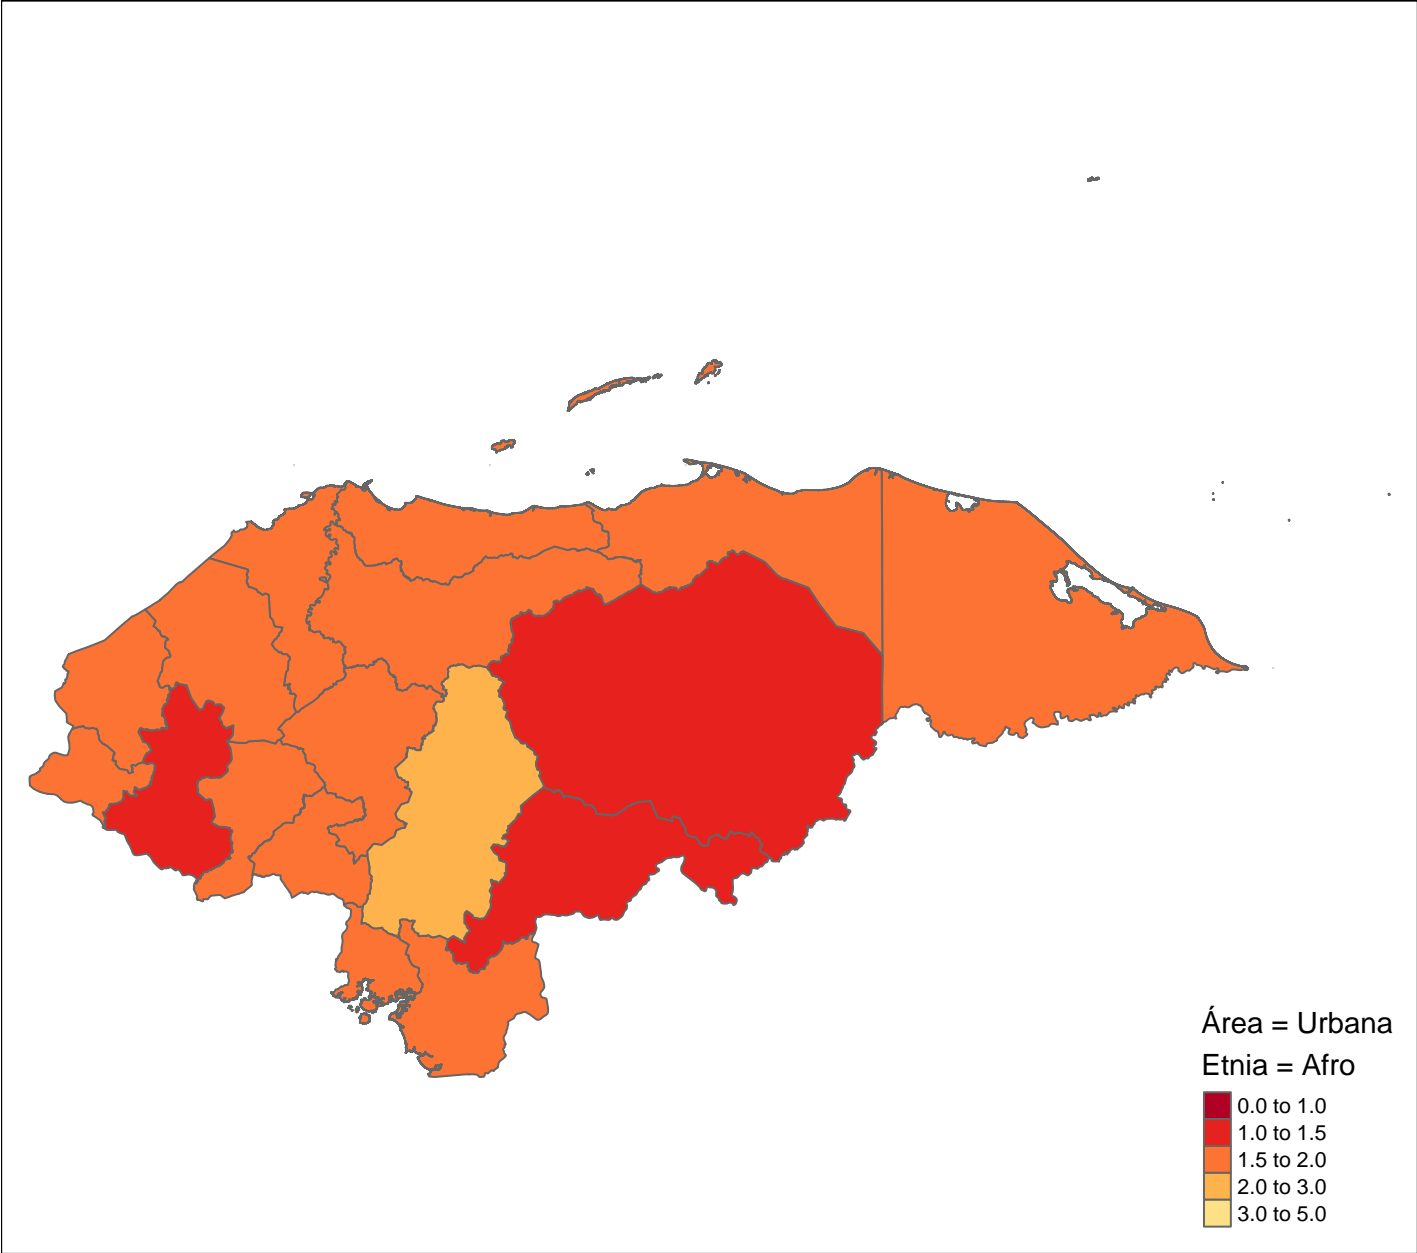 Área = Urbana
Etnia = Afro
0.0 to 1.0
1.0 to 1.5
1.5 to 2.0
2.0 to 3.0
3.0 to 5.0